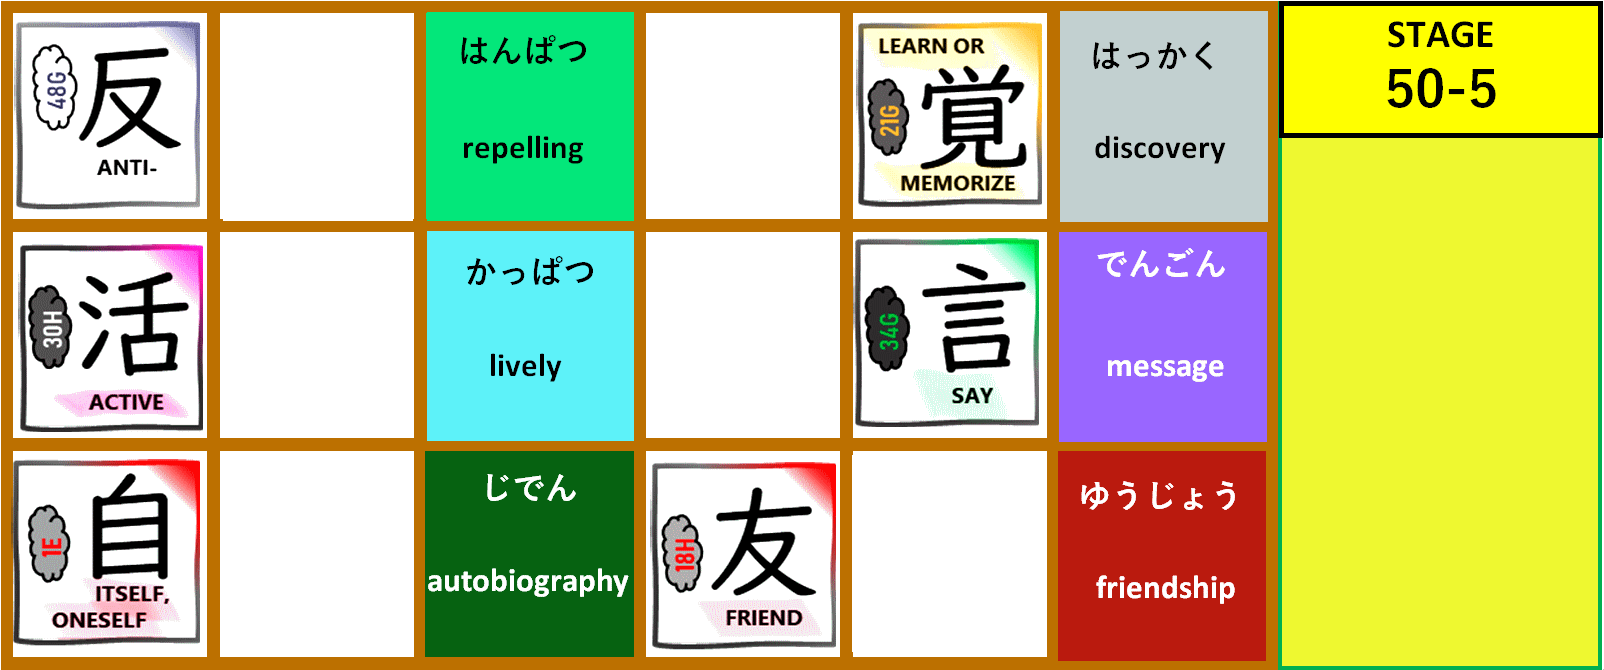 48G
反
ANTI-
はんぱつ
repelling
LEARN OR
21G
覚
MEMORIZE
はっかく
discovery
STAGE
50-5
30H
活
ACTIVE
かっぱつ
lively
34G
言
SAY
でんごん
message
1E
自
ITSELF,
ONESELF
じでん
autobiography
18H
友
FRIEND
ゆうじょう
friendship